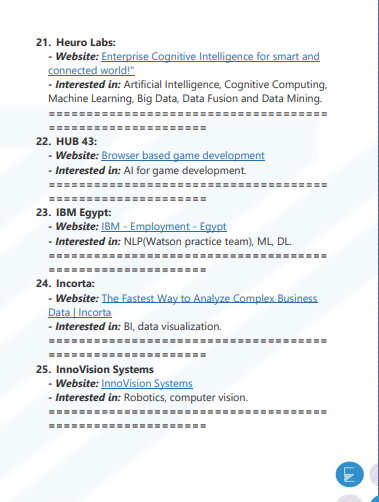 21. Heuro Labs:
- Website: Enterprise Cognitive Intelligence for smart and
connected world!"
- Interested in: Artificial Intelligence, Cognitive Computing,
Machine Learning, Big Data, Data Fusion and Data Mining.
=====================================
=====================
22. HUB 43:
- Website: Browser based game development
- Interested in: AI for game development.
=====================================
=====================
23. IBM Egypt:
- Website: IBM - Employment - Egypt
- Interested in: NLP(Watson practice team), ML, DL.
=====================================
=====================
24. Incorta:
- Website: The Fastest Way to Analyze Complex Business
Data | Incorta
- Interested in: BI, data visualization.
=====================================
=====================
25. InnoVision Systems
- Website: InnoVision Systems
- Interested in: Robotics, computer vision.
=====================================
=====================